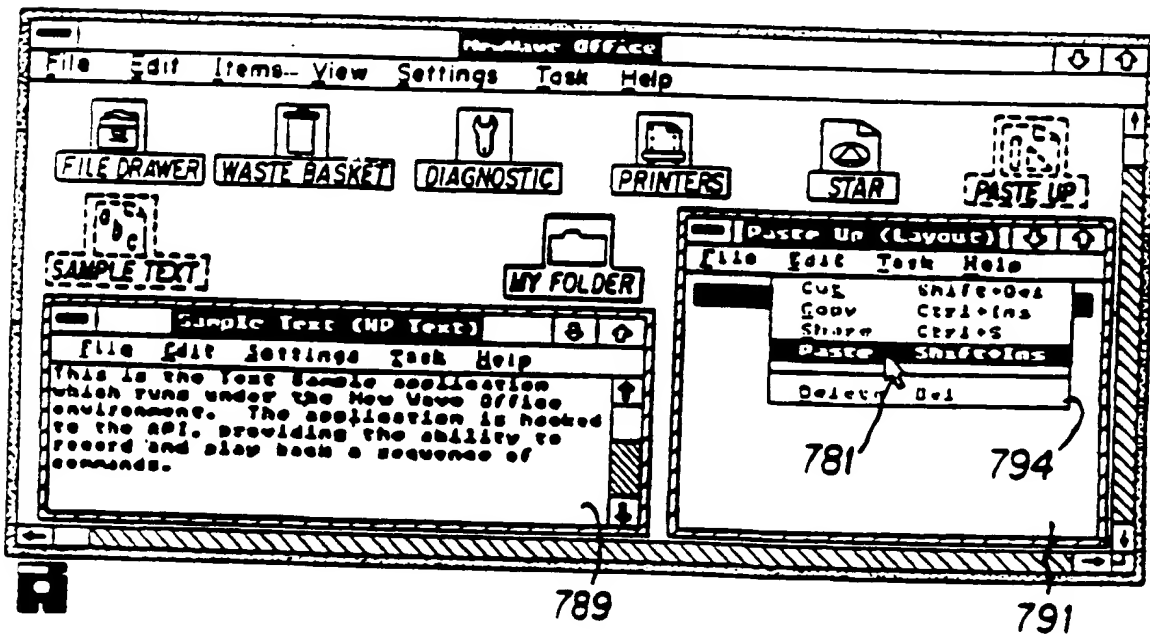 NewWave Office
File Edit Items View Settings Task Help
FILE DRAWER WASTE BASKET DIAGNOSTIC PRINTERS STAR PASTE UP
SAMPLE TEXT MY FOLDER
Paste Up (Layout)
File Edit Task Help
Cut Shift+Del
Copy Ctrl+Ins
Share Ctrl+S
Paste Shift+Ins
Delete Del
781 794
Sample Text (HP Text)
File Edit Settings Task Help
This is the Text Sample application
which runs under the New Wave Office
environment. The application is hooked
to the API, providing the ability to
record and play back a sequence of
commands.
789 791